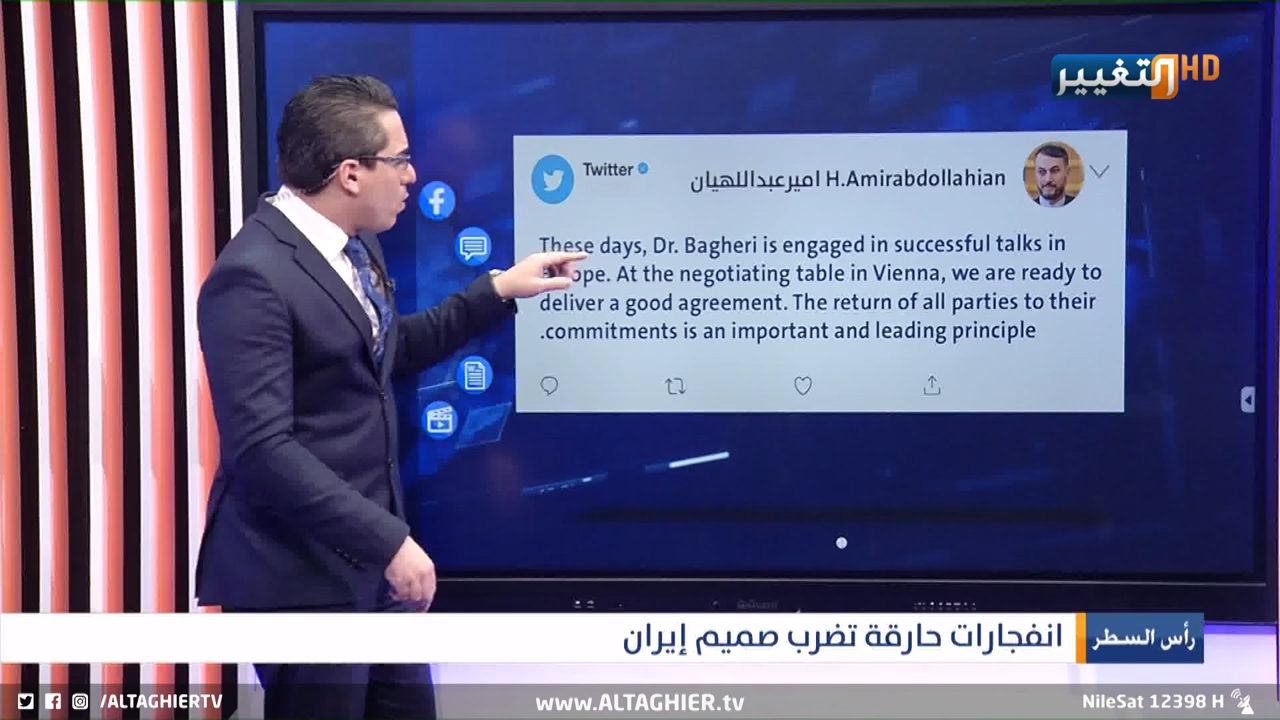 التغيير HD
Twitter
H.Amirabdollahian امیرعبداللهیان
These days, Dr. Bagheri is engaged in successful talks in
At the negotiating table in Vienna, we are ready to
deliver a good agreement. The return of all parties to their
.commitments is an important and leading principle
رأس السطر
انفجارات حارقة تضرب صميم إيران
/ALTAGHIERTV
www.ALTAGHIER.tv
NileSat 12398 H